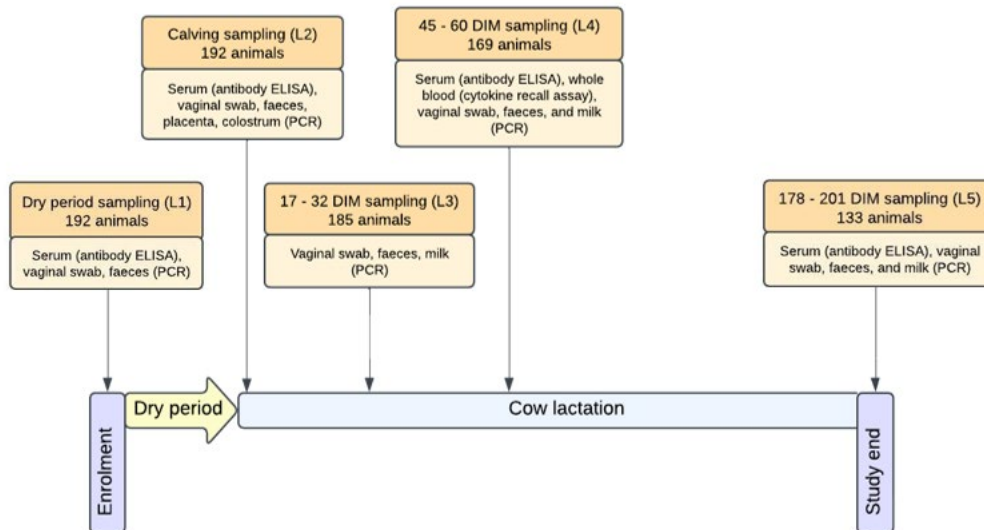 Calving sampling (L2)
192 animals
Serum (antibody ELISA),
vaginal swab, faeces,
placenta, colostrum (PCR)
45 - 60 DIM sampling (L4)
169 animals
Serum (antibody ELISA), whole
blood (cytokine recall assay),
vaginal swab, faeces, and milk
(PCR)
Dry period sampling (L1)
192 animals
Serum (antibody ELISA),
vaginal swab, faeces (PCR)
17 - 32 DIM sampling (L3)
185 animals
Vaginal swab, faeces, milk
(PCR)
178 - 201 DIM sampling (L5)
133 animals
Serum (antibody ELISA), vaginal
swab, faeces, and milk (PCR)
Enrolment
Dry period
Cow lactation
Study end